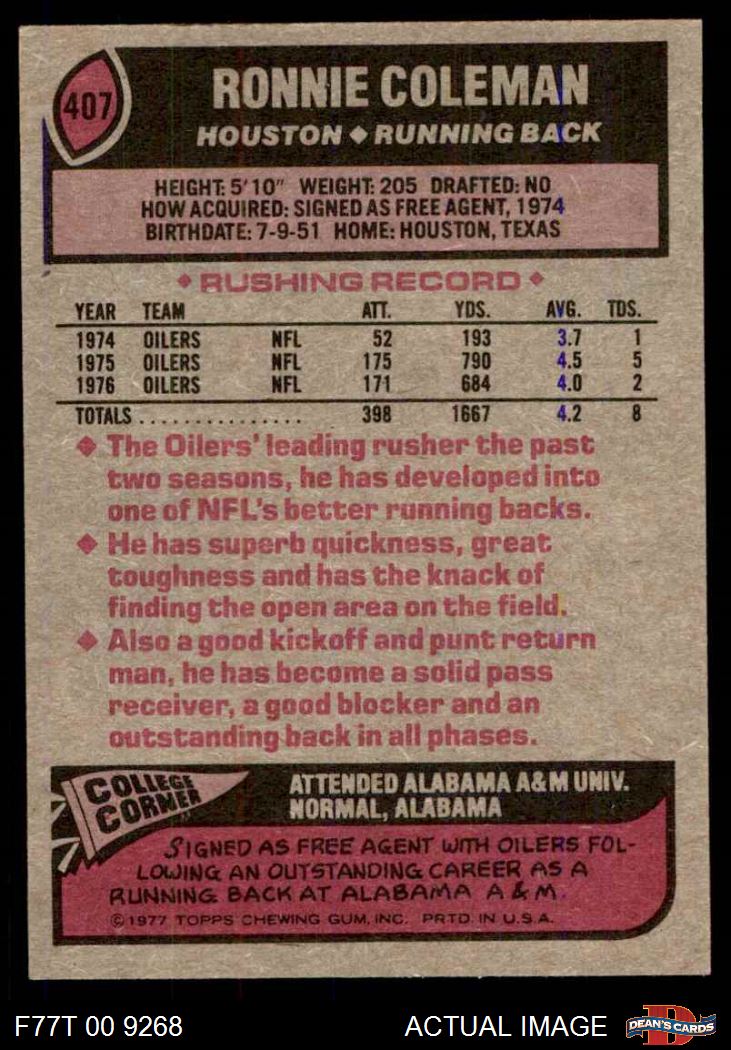 407
RONNIE COLEMAN
HOUSTON ◆ RUNNING BACK
HEIGHT: 5'10" WEIGHT: 205 DRAFTED: NO
HOW ACQUIRED: SIGNED AS FREE AGENT, 1974
BIRTHDATE: 7-9-51 HOME: HOUSTON, TEXAS
◆ RUSHING RECORD ◆
YEAR TEAM ATT. YDS. AVG. TDS.
1974 OILERS NFL 52 193 3.7 1
1975 OILERS NFL 175 790 4.5 5
1976 OILERS NFL 171 684 4.0 2
TOTALS................ 398 1667 4.2 8
◆ The Oilers' leading rusher the past
two seasons, he has developed into
one of NFL's better running backs.
◆ He has superb quickness, great
toughness and has the knack of
finding the open area on the field.
◆ Also a good kickoff and punt return
man, he has become a solid pass
receiver, a good blocker and an
outstanding back in all phases.
COLLEGE
CORNER
ATTENDED ALABAMA A&M UNIV.
NORMAL, ALABAMA
SIGNED AS FREE AGENT WITH OILERS FOL-
LOWING AN OUTSTANDING CAREER AS A
RUNNING BACK AT ALABAMA A & M.
©1977 TOPPS CHEWING GUM, INC. PRTD. IN U.S.A.
F77T 00 9268 ACTUAL IMAGE
D
DEAN'S CARDS